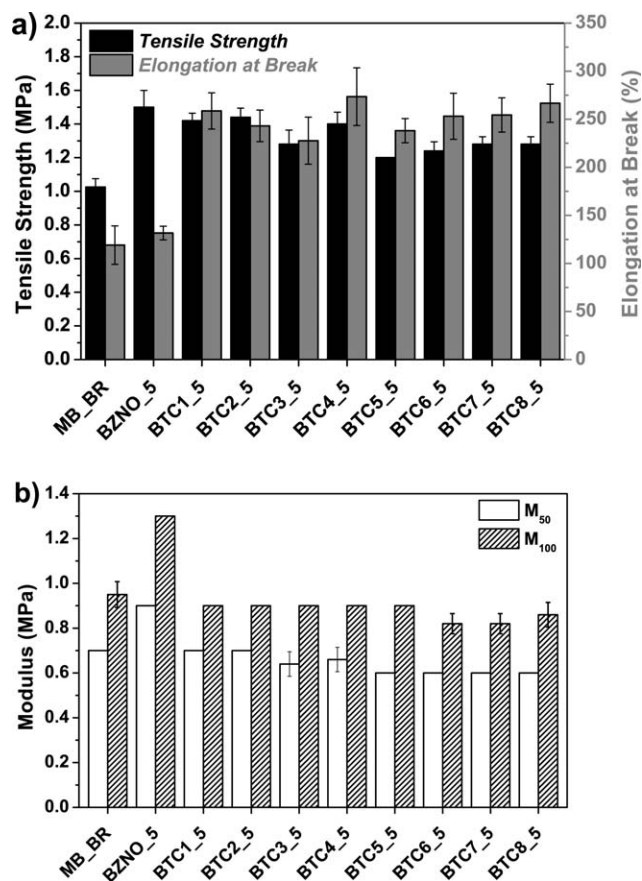 a)
Tensile Strength (MPa)
2.0
1.8
1.6
1.4
1.2
1.0
0.8
0.6
0.4
0.2
0.0
Tensile Strength
Elongation at Break
350
300
250
200
150
100
50
0
Elongation at Break (%)
MB_BR
BZNO_5
BTC1_5
BTC2_5
BTC3_5
BTC4_5
BTC5_5
BTC6_5
BTC7_5
BTC8_5
b)
Modulus (MPa)
1.4
1.2
1.0
0.8
0.6
0.4
0.2
0.0
M50
M100
MB_BR
BZNO_5
BTC1_5
BTC2_5
BTC3_5
BTC4_5
BTC5_5
BTC6_5
BTC7_5
BTC8_5